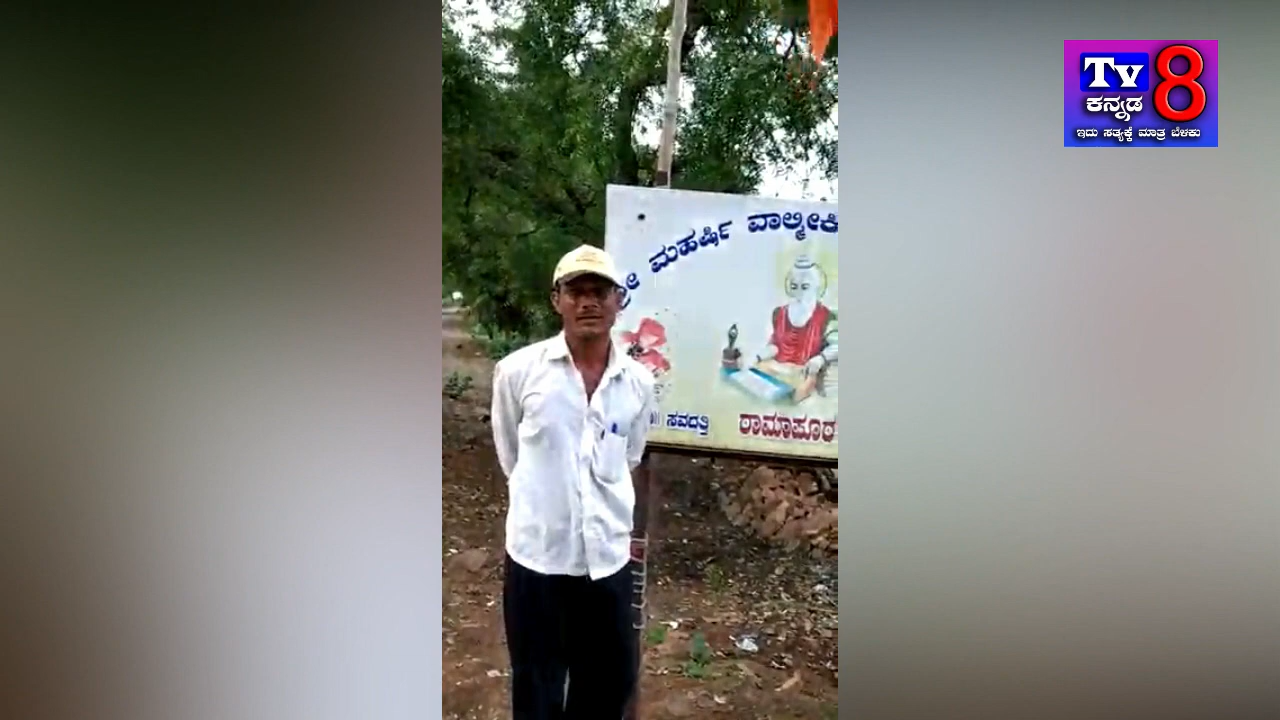 Tv 8
ಕನ್ನಡ
ಇದು ಸತ್ಯಕ್ಕೆ ಮಾತ್ರ ಬೆಳಕು
ಶ್ರೀ ಮಹರ್ಷಿ ವಾಲ್ಮೀಕಿ
ಸವದತ್ತಿ
ರಾಮಾಪೂರ